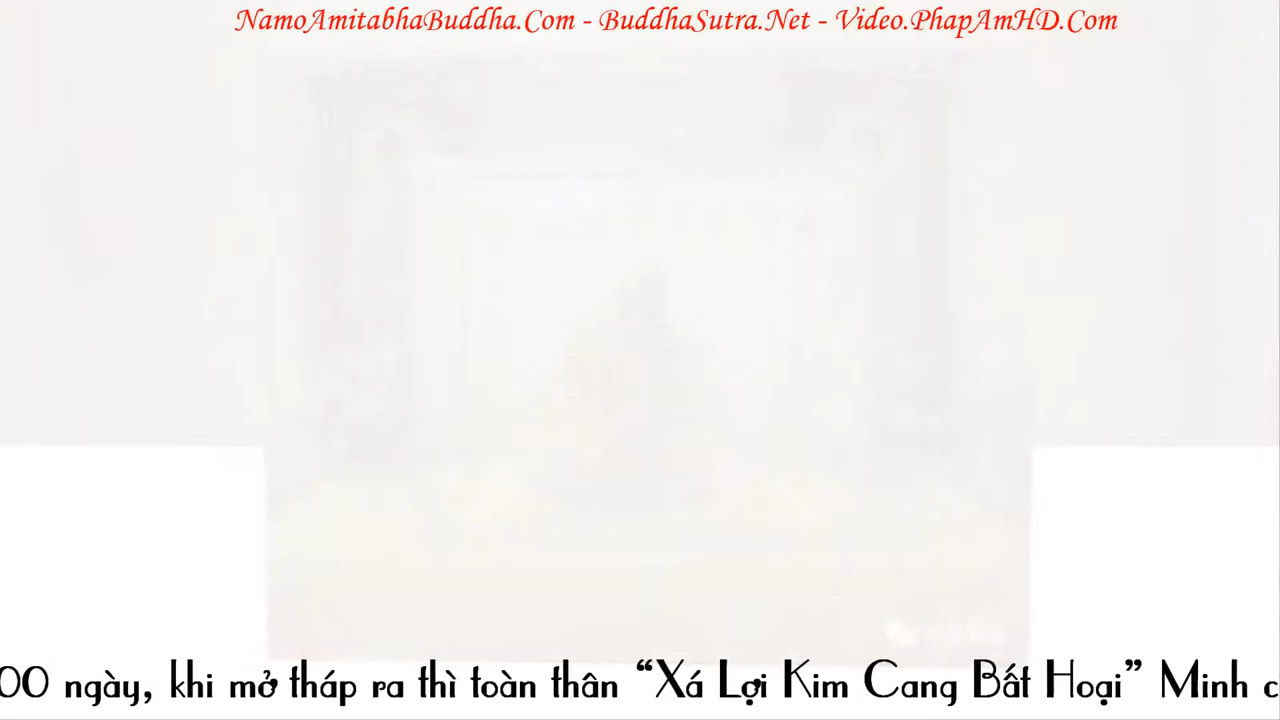 NamoAmitabhaBuddha.Com - BuddhaSutra.Net - Video.PhapAmHD.Com
00 ngày, khi mở tháp ra thì toàn thân “Xá Lợi Kim Cang Bất Hoại” Minh c